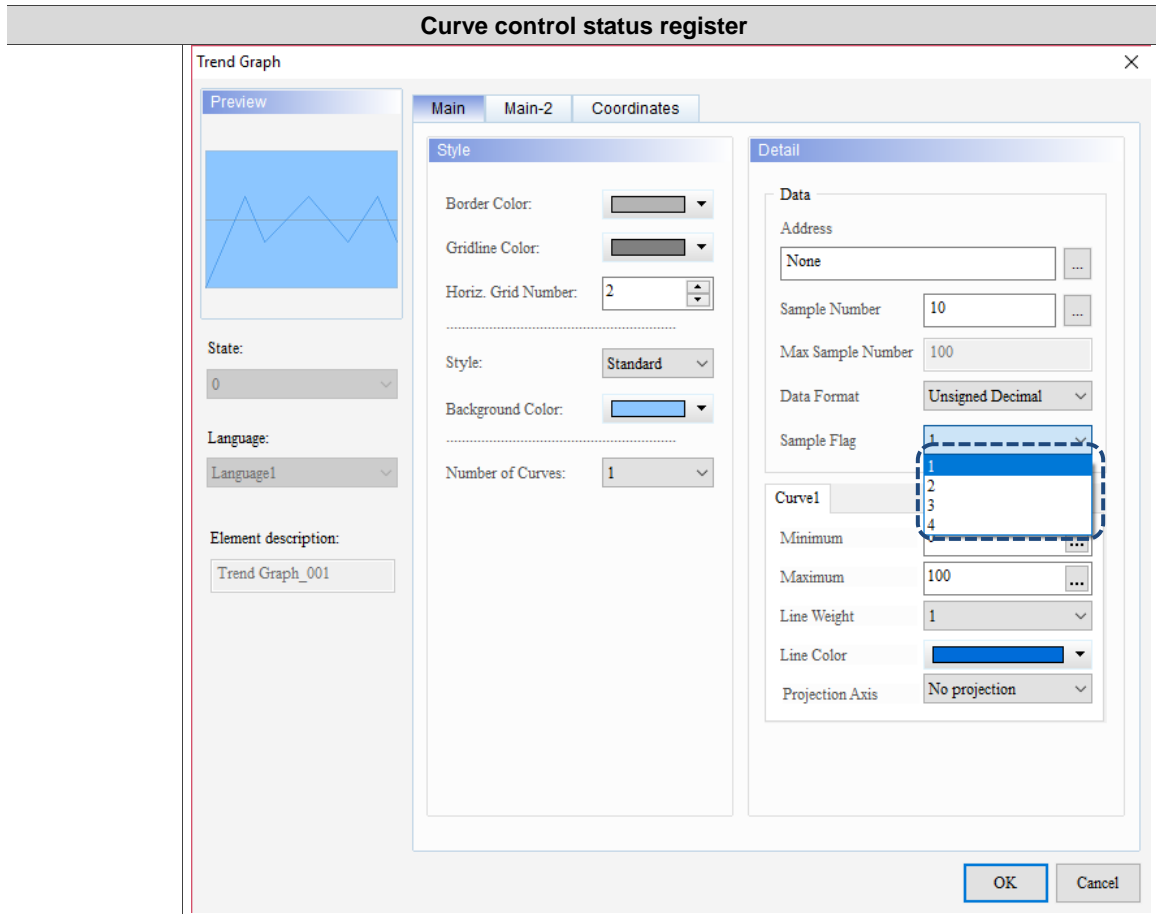 Curve control status register
Trend Graph
Preview
State:
0
Language:
Language1
Element description:
Trend Graph_001
Main Main-2 Coordinates
Style
Border Color:
Gridline Color:
Horiz. Grid Number: 2
Style: Standard
Background Color:
Number of Curves: 1
Detail
Data
Address
None ...
Sample Number 10 ...
Max Sample Number 100
Data Format Unsigned Decimal
Sample Flag 1
1
2
3
4
Curve1
Minimum ...
Maximum 100 ...
Line Weight 1
Line Color
Projection Axis No projection
OK Cancel